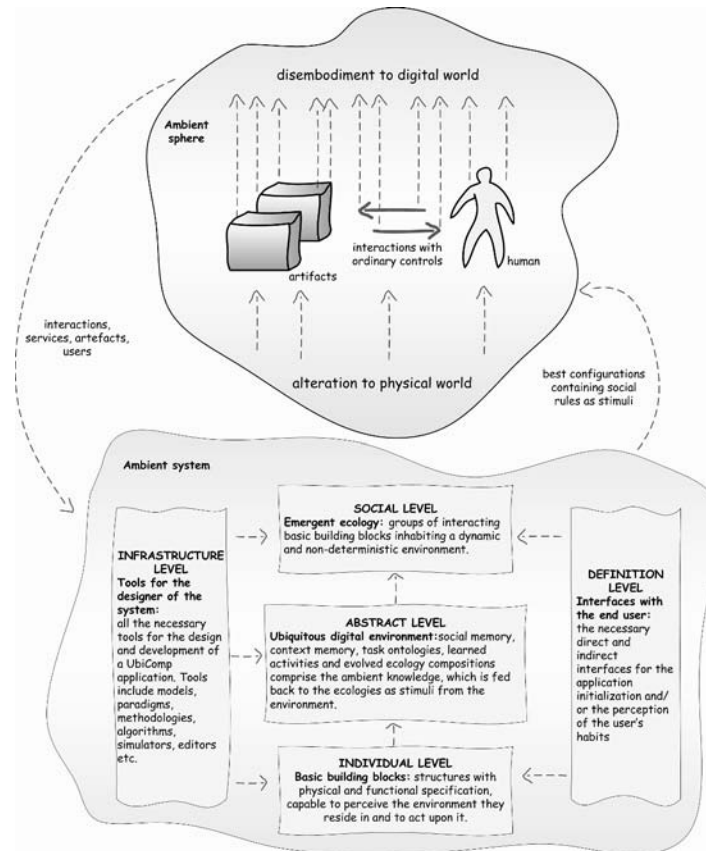 disembodiment to digital world
Ambient
sphere
artifacts
interactions with
ordinary controls
human
alteration to physical world
interactions,
services, artefacts,
users
best configurations
containing social
rules as stimuli
Ambient system
INFRASTRUCTURE
LEVEL
Tools for the
designer of the
system:
all the necessary
tools for the design
and development of
a UbiComp
application. Tools
include models,
paradigms,
methodologies,
algorithms,
simulators, editors
etc.
SOCIAL LEVEL
Emergent ecology: groups of interacting
basic building blocks inhabiting a dynamic
and non-deterministic environment.
ABSTRACT LEVEL
Ubiquitous digital environment:social memory,
context memory, task ontologies, learned
activities and evolved ecology compositions
comprise the ambient knowledge, which is fed
back to the ecologies as stimuli from the
environment.
INDIVIDUAL LEVEL
Basic building blocks: structures with
physical and functional specification,
capable to perceive the environment they
reside in and to act upon it.
DEFINITION
LEVEL
Interfaces with
the end user:
the necessary
direct and
indirect
interfaces for the
application
initialization and/
or the perception
of the user's
habits